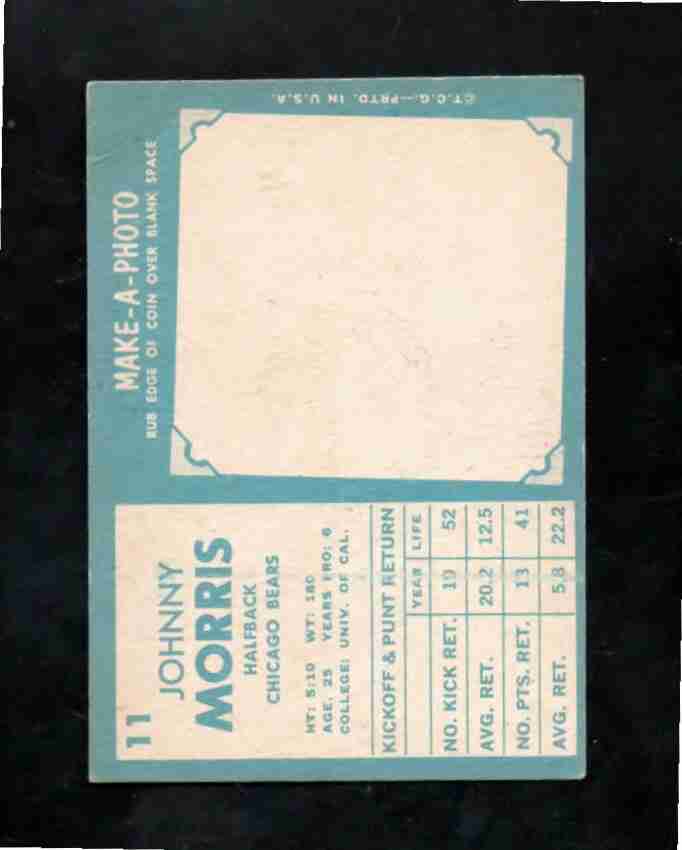 11
JOHNNY
MORRIS
HALFBACK
CHICAGO BEARS
HT: 5:10 WT: 180
AGE. 25 YEARS PRO: 6
COLLEGE: UNIV. OF CAL.
KICKOFF & PUNT RETURN
YEAR LIFE
NO. KICK RET. 19 52
AVG. RET. 20.2 12.5
NO. PTS. RET. 13 41
AVG. RET. 5.8 22.2
MAKE-A-PHOTO
RUB EDGE OF COIN OVER BLANK SPACE
©T.C.G.—PRTD. IN U.S.A.